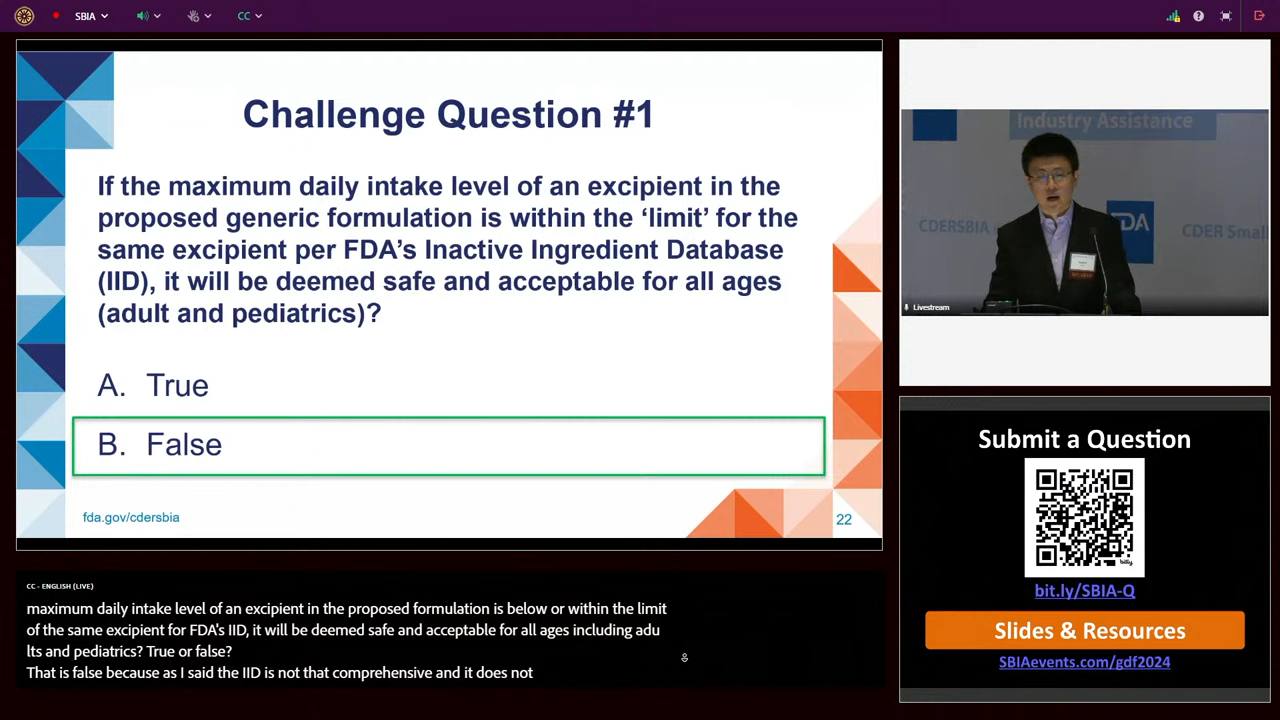 SBIA
CC
Challenge Question #1
If the maximum daily intake level of an excipient in the
proposed generic formulation is within the ‘limit’ for the
same excipient per FDA’s Inactive Ingredient Database
(IID), it will be deemed safe and acceptable for all ages
(adult and pediatrics)?
A. True
B. False
fda.gov/cdersbia
22
Industry Assistance
CDERSBIA
FDA
CDER Smal
Livestream
Submit a Question
bitly
bit.ly/SBIA-Q
Slides & Resources
SBIAevents.com/gdf2024
CC - ENGLISH (LIVE)
maximum daily intake level of an excipient in the proposed formulation is below or within the limit
of the same excipient for FDA's IID, it will be deemed safe and acceptable for all ages including adu
lts and pediatrics? True or false?
That is false because as I said the IID is not that comprehensive and it does not